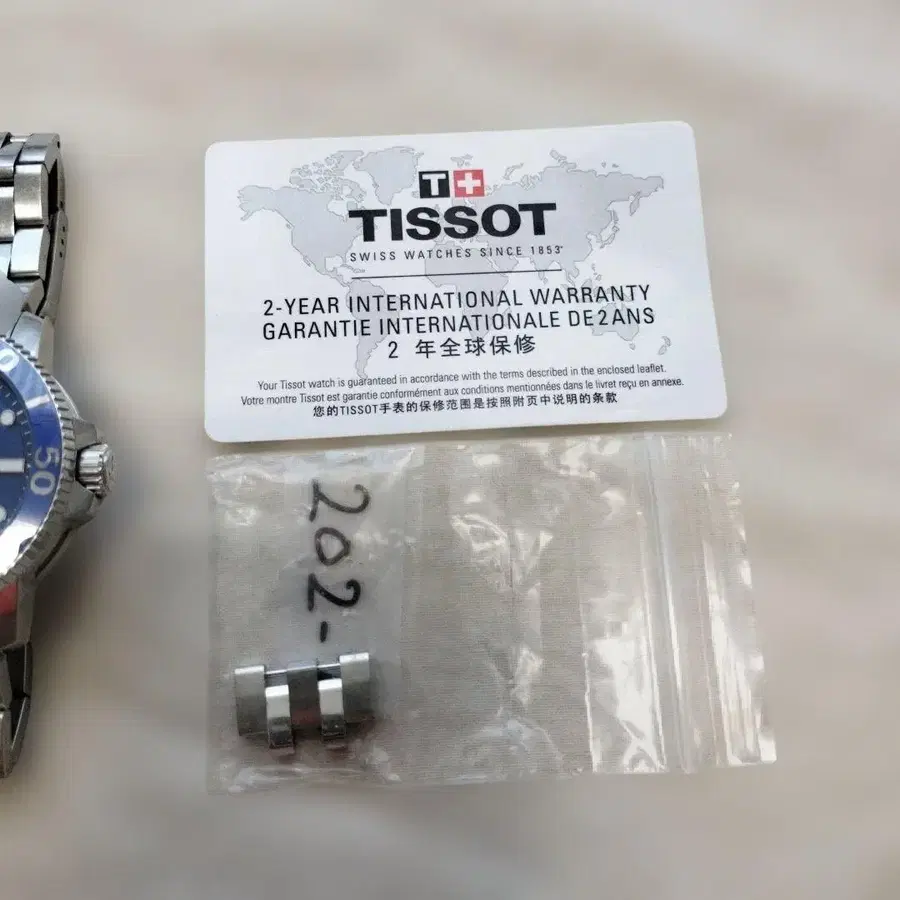 T+
TISSOT
SWISS WATCHES SINCE 1853
2-YEAR INTERNATIONAL WARRANTY
GARANTIE INTERNATIONALE DE 2 ANS
2 年全球保修
Your Tissot watch is guaranteed in accordance with the terms described in the enclosed leaflet.
Votre montre Tissot est garantie conformément aux conditions mentionnées dans le livret reçu en annexe.
您的TISSOT手表的保修范围是按照附页中说明的条款
50
202-